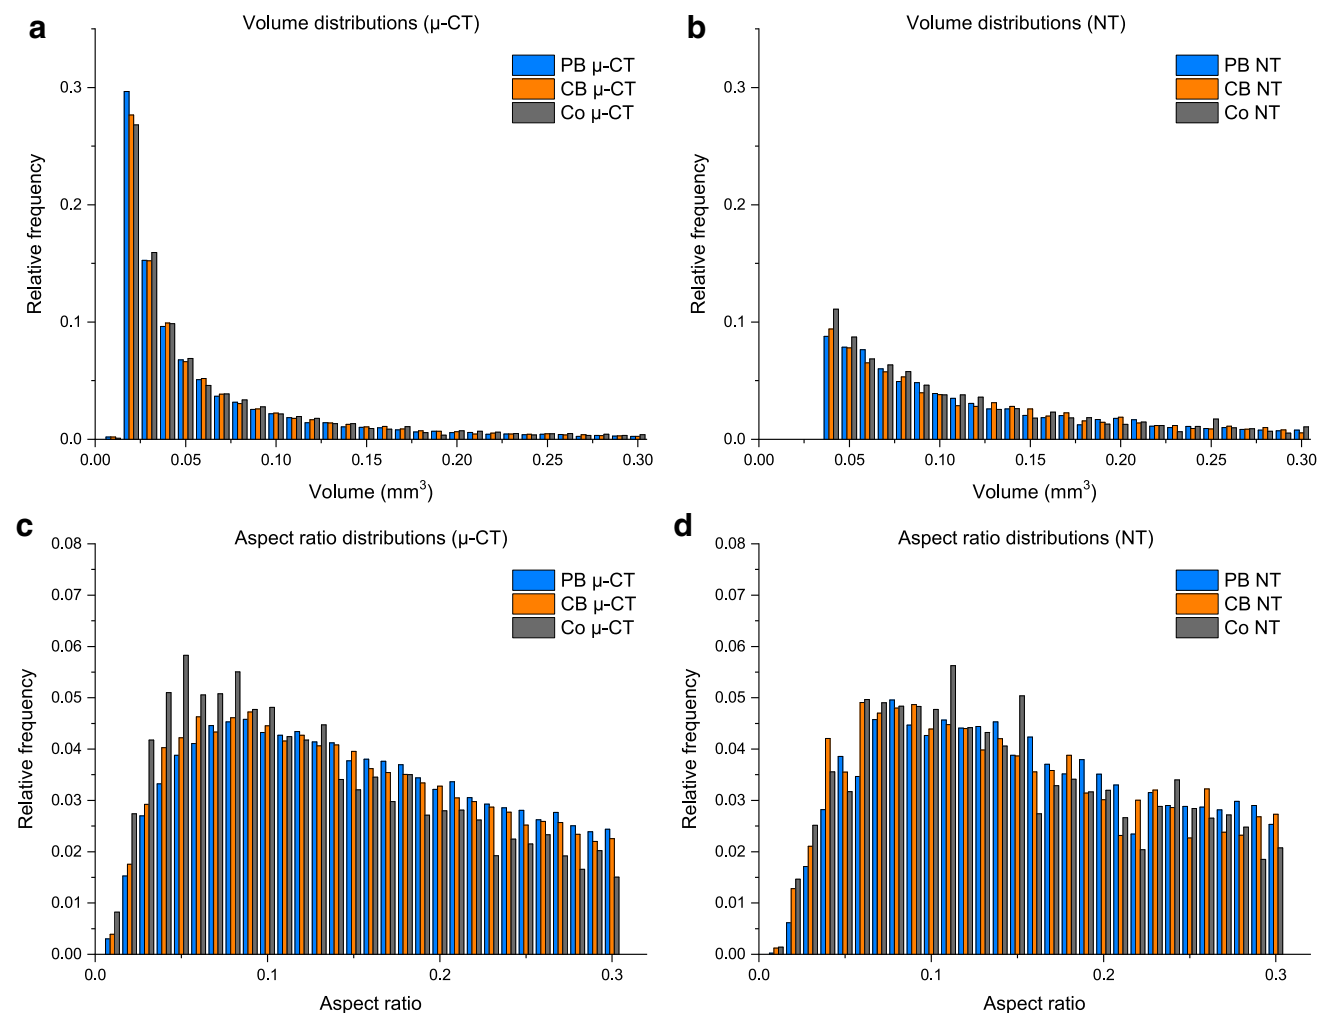 a
Volume distributions (μ-CT)
PB μ-CT
CB μ-CT
Co μ-CT
Relative frequency
0.3
0.2
0.1
0.0
0.00 0.05 0.10 0.15 0.20 0.25 0.30
Volume (mm³)
b
Volume distributions (NT)
PB NT
CB NT
Co NT
Relative frequency
0.3
0.2
0.1
0.0
0.00 0.05 0.10 0.15 0.20 0.25 0.30
Volume (mm³)
c
Aspect ratio distributions (μ-CT)
PB μ-CT
CB μ-CT
Co μ-CT
Relative frequency
0.08
0.07
0.06
0.05
0.04
0.03
0.02
0.01
0.00
0.0 0.1 0.2 0.3
Aspect ratio
d
Aspect ratio distributions (NT)
PB NT
CB NT
Co NT
Relative frequency
0.08
0.07
0.06
0.05
0.04
0.03
0.02
0.01
0.00
0.0 0.1 0.2 0.3
Aspect ratio